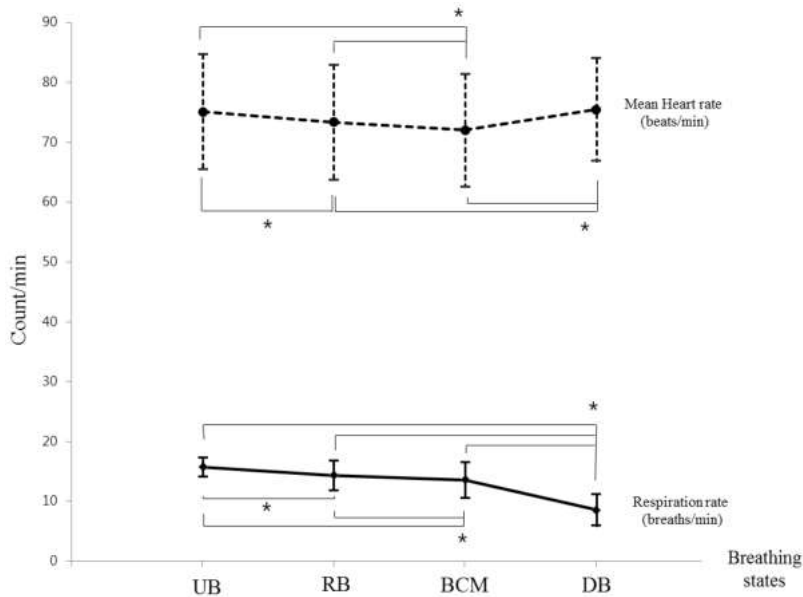 90
*
80
Mean Heart rate
(beats/min)
70
60
*
*
50
Count/min
40
30
*
20
10
*
Respiration rate
(breaths/min)
*
0
UB
RB
BCM
DB
Breathing
states